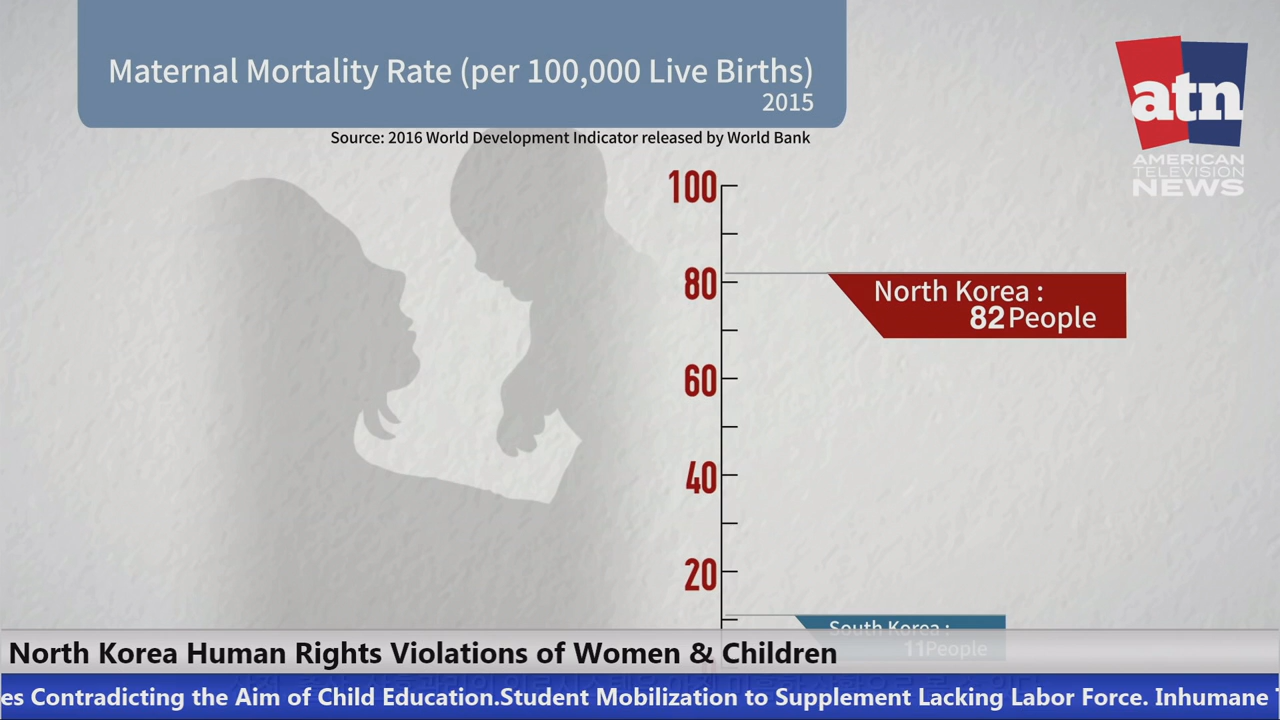 Maternal Mortality Rate (per 100,000 Live Births)
2015
Source: 2016 World Development Indicator released by World Bank
atn
AMERICAN
TELEVISION
NEWS
100
80
60
40
20
North Korea :
82 People
South Korea :
11People
North Korea Human Rights Violations of Women & Children
es Contradicting the Aim of Child Education.Student Mobilization to Supplement Lacking Labor Force. Inhumane